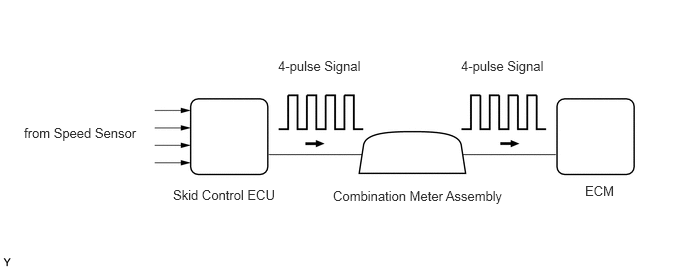 4-pulse Signal
4-pulse Signal
from Speed Sensor
Skid Control ECU
Combination Meter Assembly
ECM
Y